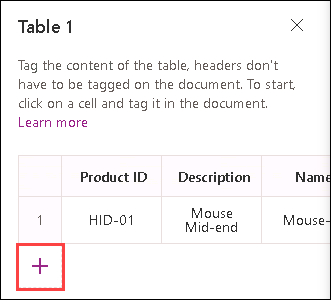 Table 1
Tag the content of the table, headers don't
have to be tagged on the document. To start,
click on a cell and tag it in the document.
Learn more
Product ID Description Name
1 HID-01 Mouse Mid-end Mouse-
+